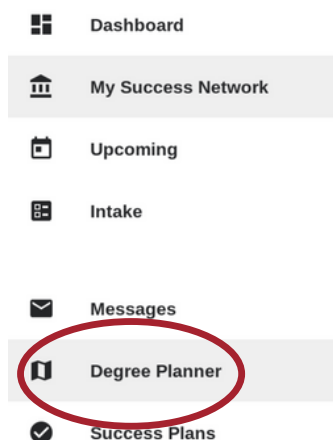 Dashboard
My Success Network
Upcoming
Intake
Messages
Degree Planner
Success Plans